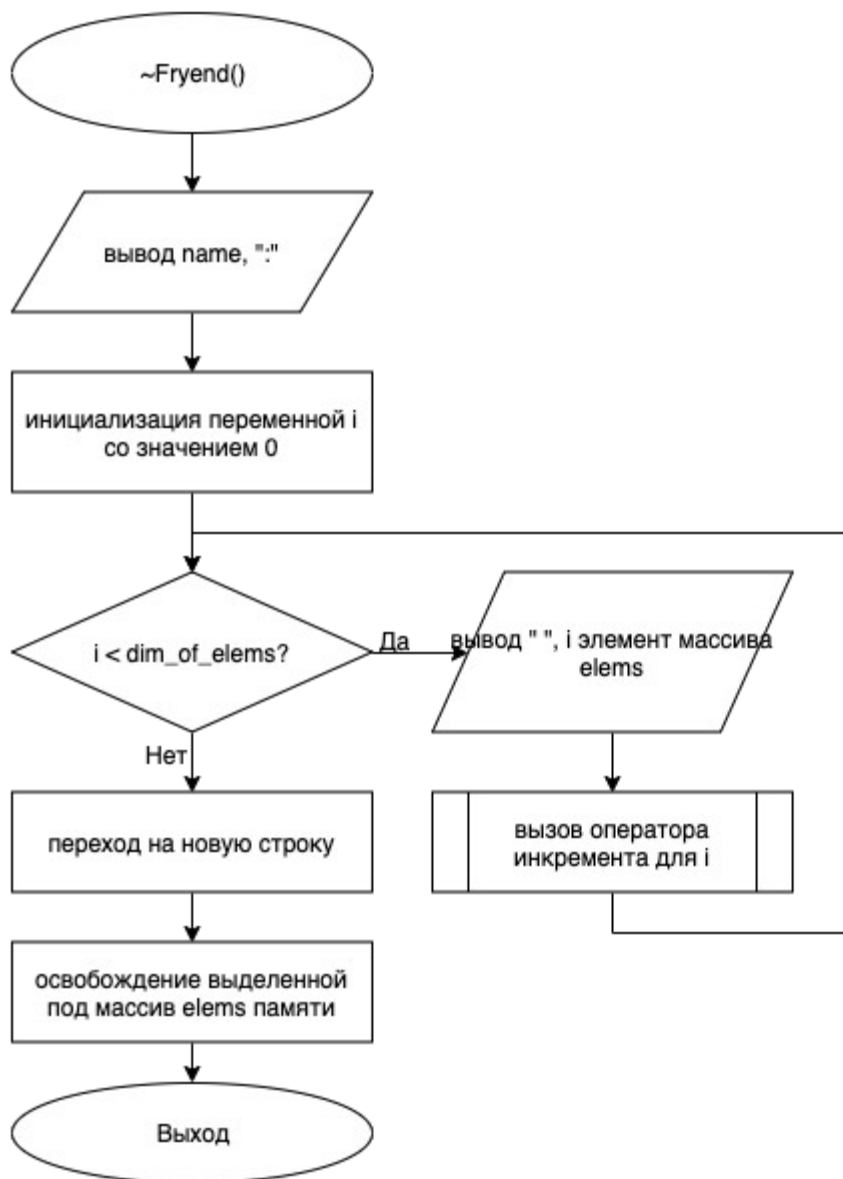 ~Fryend()
вывод name, ":"
инициализация переменной i
со значением 0
i < dim_of_elems?
Да
вывод " ", i элемент массива
elems
Нет
переход на новую строку
вызов оператора
инкремента для i
освобождение выделенной
под массив elems памяти
Выход